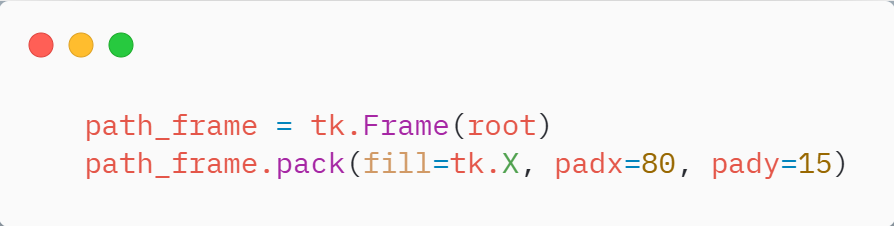 path_frame = tk.Frame(root)
path_frame.pack(fill=tk.X, padx=80, pady=15)